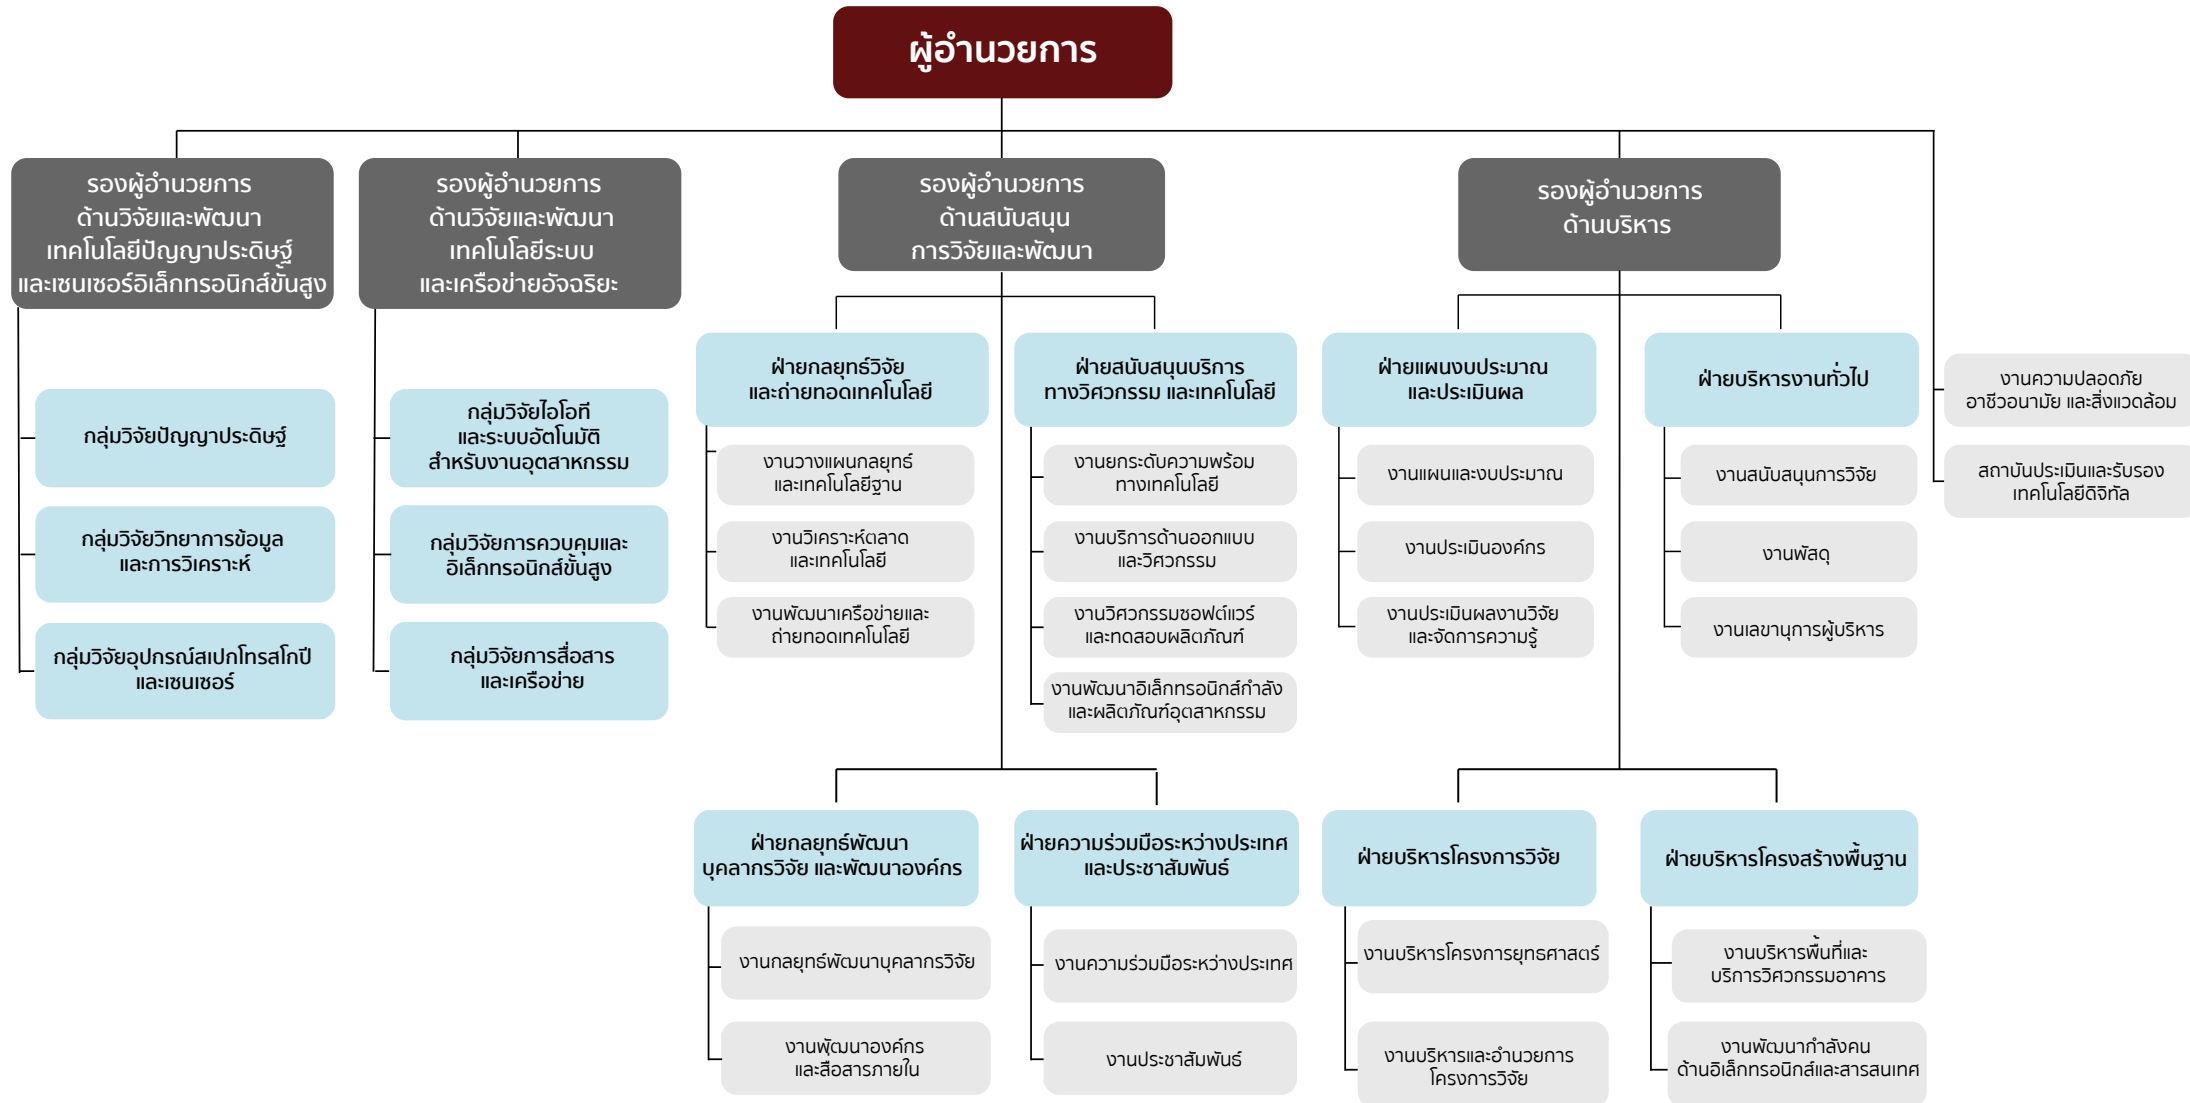 ผู้อำนวยการ
รองผู้อำนวยการ
ด้านวิจัยและพัฒนา
เทคโนโลยีปัญญาประดิษฐ์
และเซนเซอร์อิเล็กทรอนิกส์ขั้นสูง
รองผู้อำนวยการ
ด้านวิจัยและพัฒนา
เทคโนโลยีระบบ
และเครือข่ายอัจฉริยะ
รองผู้อำนวยการ
ด้านสนับสนุน
การวิจัยและพัฒนา
รองผู้อำนวยการ
ด้านบริหาร
กลุ่มวิจัยปัญญาประดิษฐ์
กลุ่มวิจัยวิทยาการข้อมูล
และการวิเคราะห์
กลุ่มวิจัยอุปกรณ์สเปกโทรสโกปี
และเซนเซอร์
กลุ่มวิจัยไอโอที
และระบบอัตโนมัติ
สำหรับงานอุตสาหกรรม
กลุ่มวิจัยการควบคุมและ
อิเล็กทรอนิกส์ขั้นสูง
กลุ่มวิจัยการสื่อสาร
และเครือข่าย
ฝ่ายกลยุทธ์วิจัย
และถ่ายทอดเทคโนโลยี
งานวางแผนกลยุทธ์
และเทคโนโลยีฐาน
งานวิเคราะห์ตลาด
และเทคโนโลยี
งานพัฒนาเครือข่ายและ
ถ่ายทอดเทคโนโลยี
ฝ่ายสนับสนุนบริการ
ทางวิศวกรรม และเทคโนโลยี
งานยกระดับความพร้อม
ทางเทคโนโลยี
งานบริการด้านออกแบบ
และวิศวกรรม
งานวิศวกรรมซอฟต์แวร์
และทดสอบผลิตภัณฑ์
งานพัฒนาอิเล็กทรอนิกส์กำลัง
และผลิตภัณฑ์อุตสาหกรรม
ฝ่ายแผนงบประมาณ
และประเมินผล
งานแผนและงบประมาณ
งานประเมินองค์กร
งานประเมินผลงานวิจัย
และจัดการความรู้
ฝ่ายบริหารงานทั่วไป
งานสนับสนุนการวิจัย
งานพัสดุ
งานเลขานุการผู้บริหาร
งานความปลอดภัย
อาชีวอนามัย และสิ่งแวดล้อม
สถาบันประเมินและรับรอง
เทคโนโลยีดิจิทัล
ฝ่ายกลยุทธ์พัฒนา
บุคลากรวิจัย และพัฒนาองค์กร
งานกลยุทธ์พัฒนาบุคลากรวิจัย
งานพัฒนาองค์กร
และสื่อสารภายใน
ฝ่ายความร่วมมือระหว่างประเทศ
และประชาสัมพันธ์
งานความร่วมมือระหว่างประเทศ
งานประชาสัมพันธ์
ฝ่ายบริหารโครงการวิจัย
งานบริหารโครงการยุทธศาสตร์
งานบริหารและอำนวยการ
โครงการวิจัย
ฝ่ายบริหารโครงสร้างพื้นฐาน
งานบริหารพื้นที่และ
บริการวิศวกรรมอาคาร
งานพัฒนากำลังคน
ด้านอิเล็กทรอนิกส์และสารสนเทศ